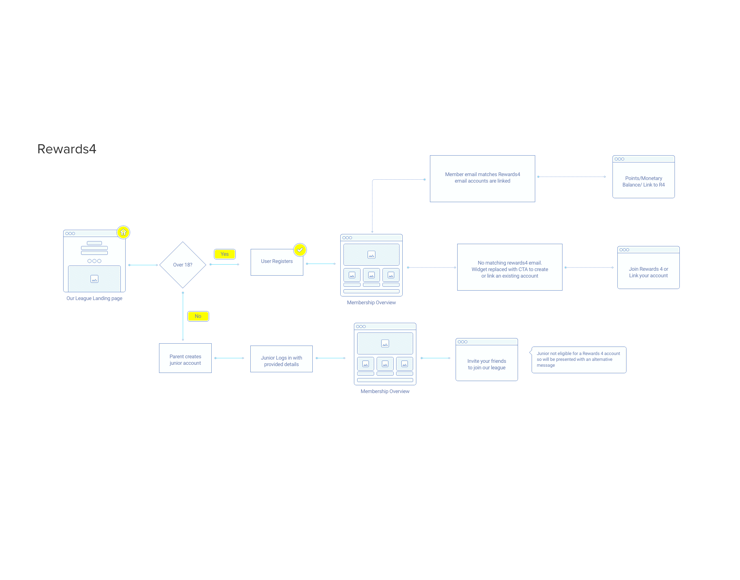 Rewards4
Member email matches Rewards4
email accounts are linked
Points/Monetary
Balance/ Link to R4
Our League Landing page
Over 18?
Yes
User Registers
Membership Overview
No matching rewards4 email.
Widget replaced with CTA to create
or link an existing account
Join Rewards 4 or
Link your account
No
Parent creates
junior account
Junior Logs in with
provided details
Membership Overview
Invite your friends
to join our league
Junior not eligible for a Rewards 4 account
so will be presented with an alternative
message